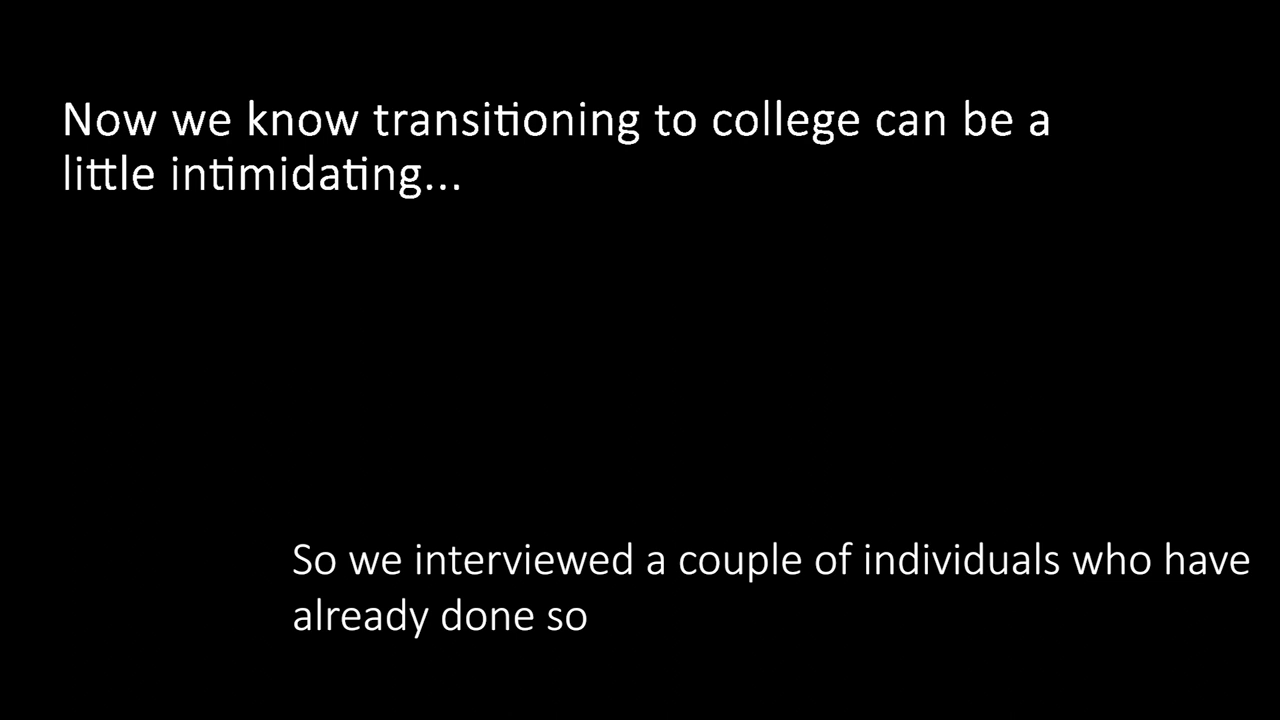 Now we know transitioning to college can be a
little intimidating...
So we interviewed a couple of individuals who have
already done so